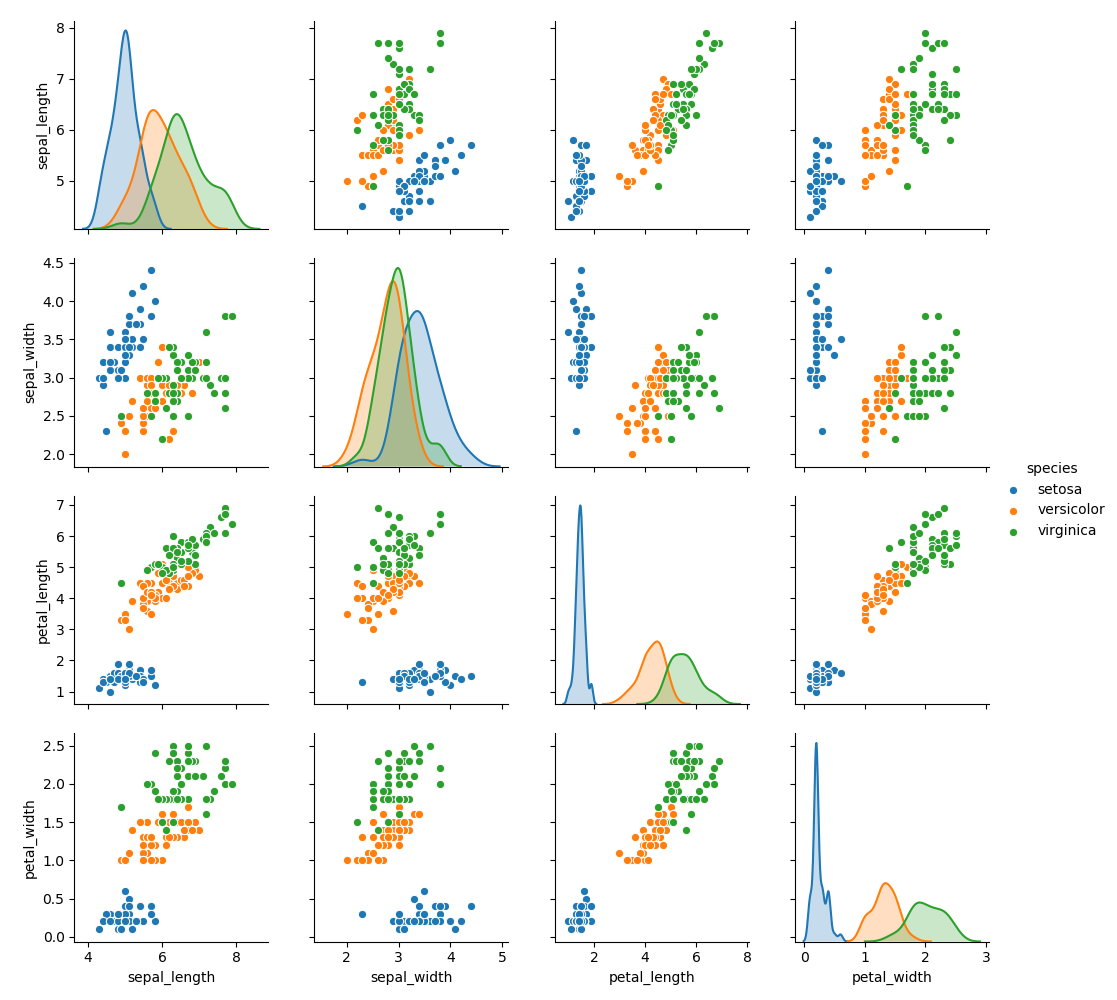 8
7
6
5
sepal_length
4.5
4.0
3.5
3.0
2.5
2.0
sepal_width
species
setosa
versicolor
virginica
7
6
5
4
3
2
1
petal_length
2.5
2.0
1.5
1.0
0.5
0.0
petal_width
4 6 8 2 3 4 5 2 4 6 8 0 1 2 3
sepal_length sepal_width petal_length petal_width